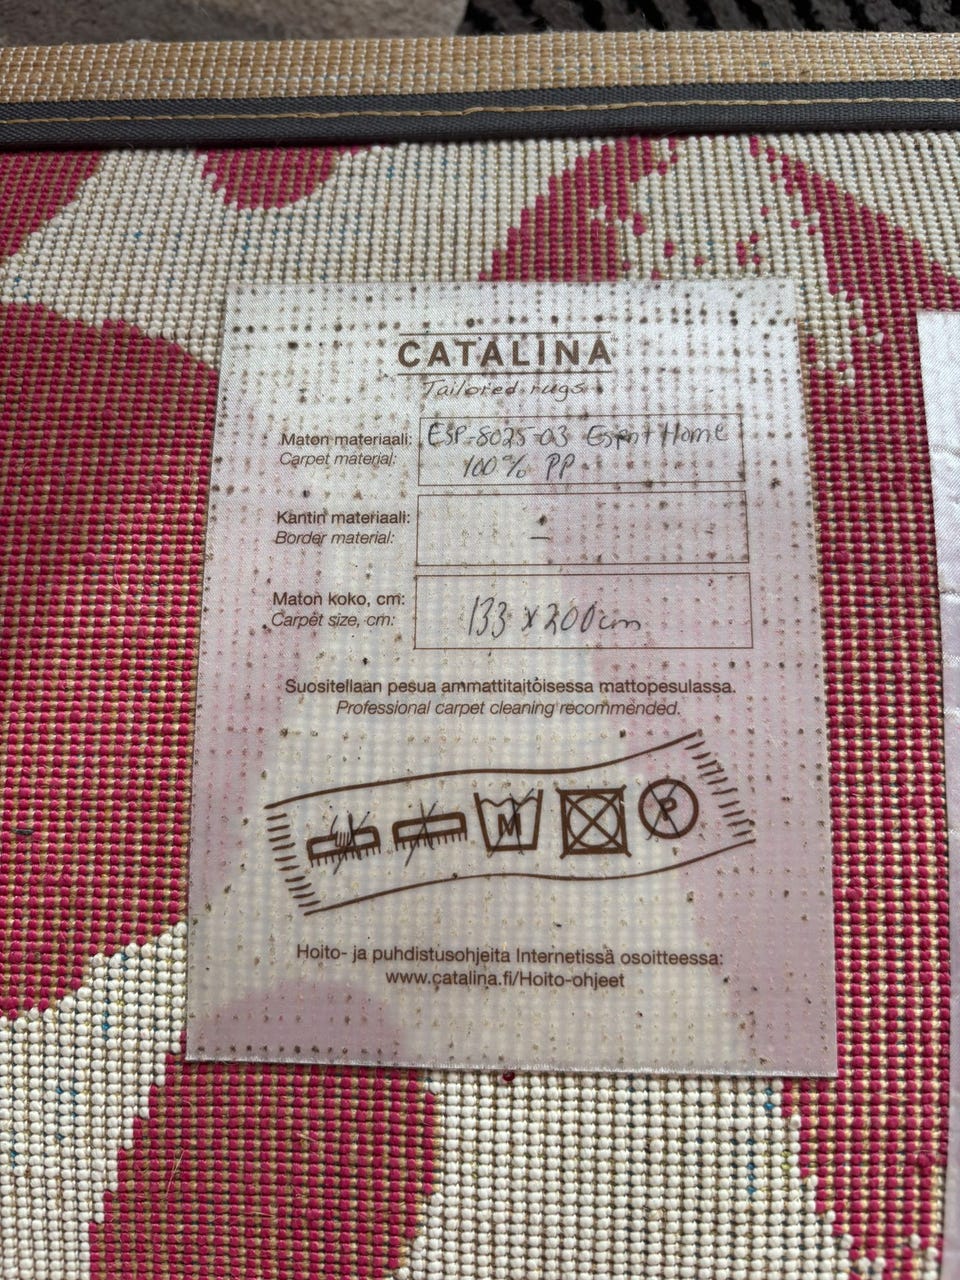 CATALINA
Tailored rugs
Maton materiaali:
Carpet material:
ESP-8025-03 Esprit Home
100% PP
Kantin materiaali:
Border material:
-
Maton koko, cm:
Carpet size, cm:
133 x 200cm
Suositellaan pesua ammattitaitoisessa mattopesulassa.
Professional carpet cleaning recommended.
M
P
Hoito- ja puhdistusohjeita Internetissä osoitteessa:
www.catalina.fi/Hoito-ohjeet